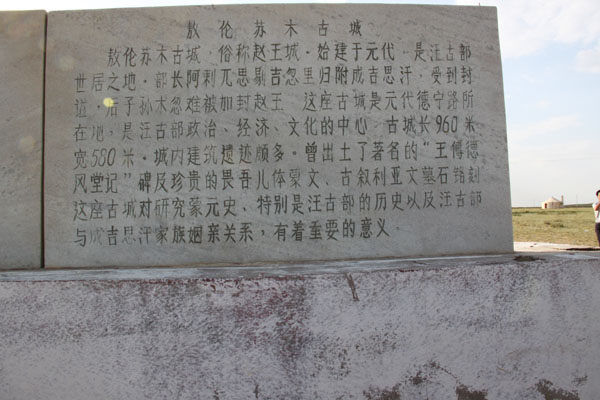 敖伦苏木古城
敖伦苏木古城·俗称赵王城·始建于元代·是汪古部
世居之地·部长阿剌兀思剔吉忽里归附成吉思汗,受到封
后子孙木忽难被加封赵王 这座古城是元代德宁路所
在地,是汪古部政治、经济、文化的中心 古城长960米
宽580米·城内建筑遗迹颇多·曾出土了著名的“王傅德
风堂记”碑及珍贵的畏吾儿体蒙文、古叙利亚文墓石
这座古城对研究蒙元史、特别是汪古部的历史以及汪古部
与成吉思汗家族姻亲关系,有着重要的意义